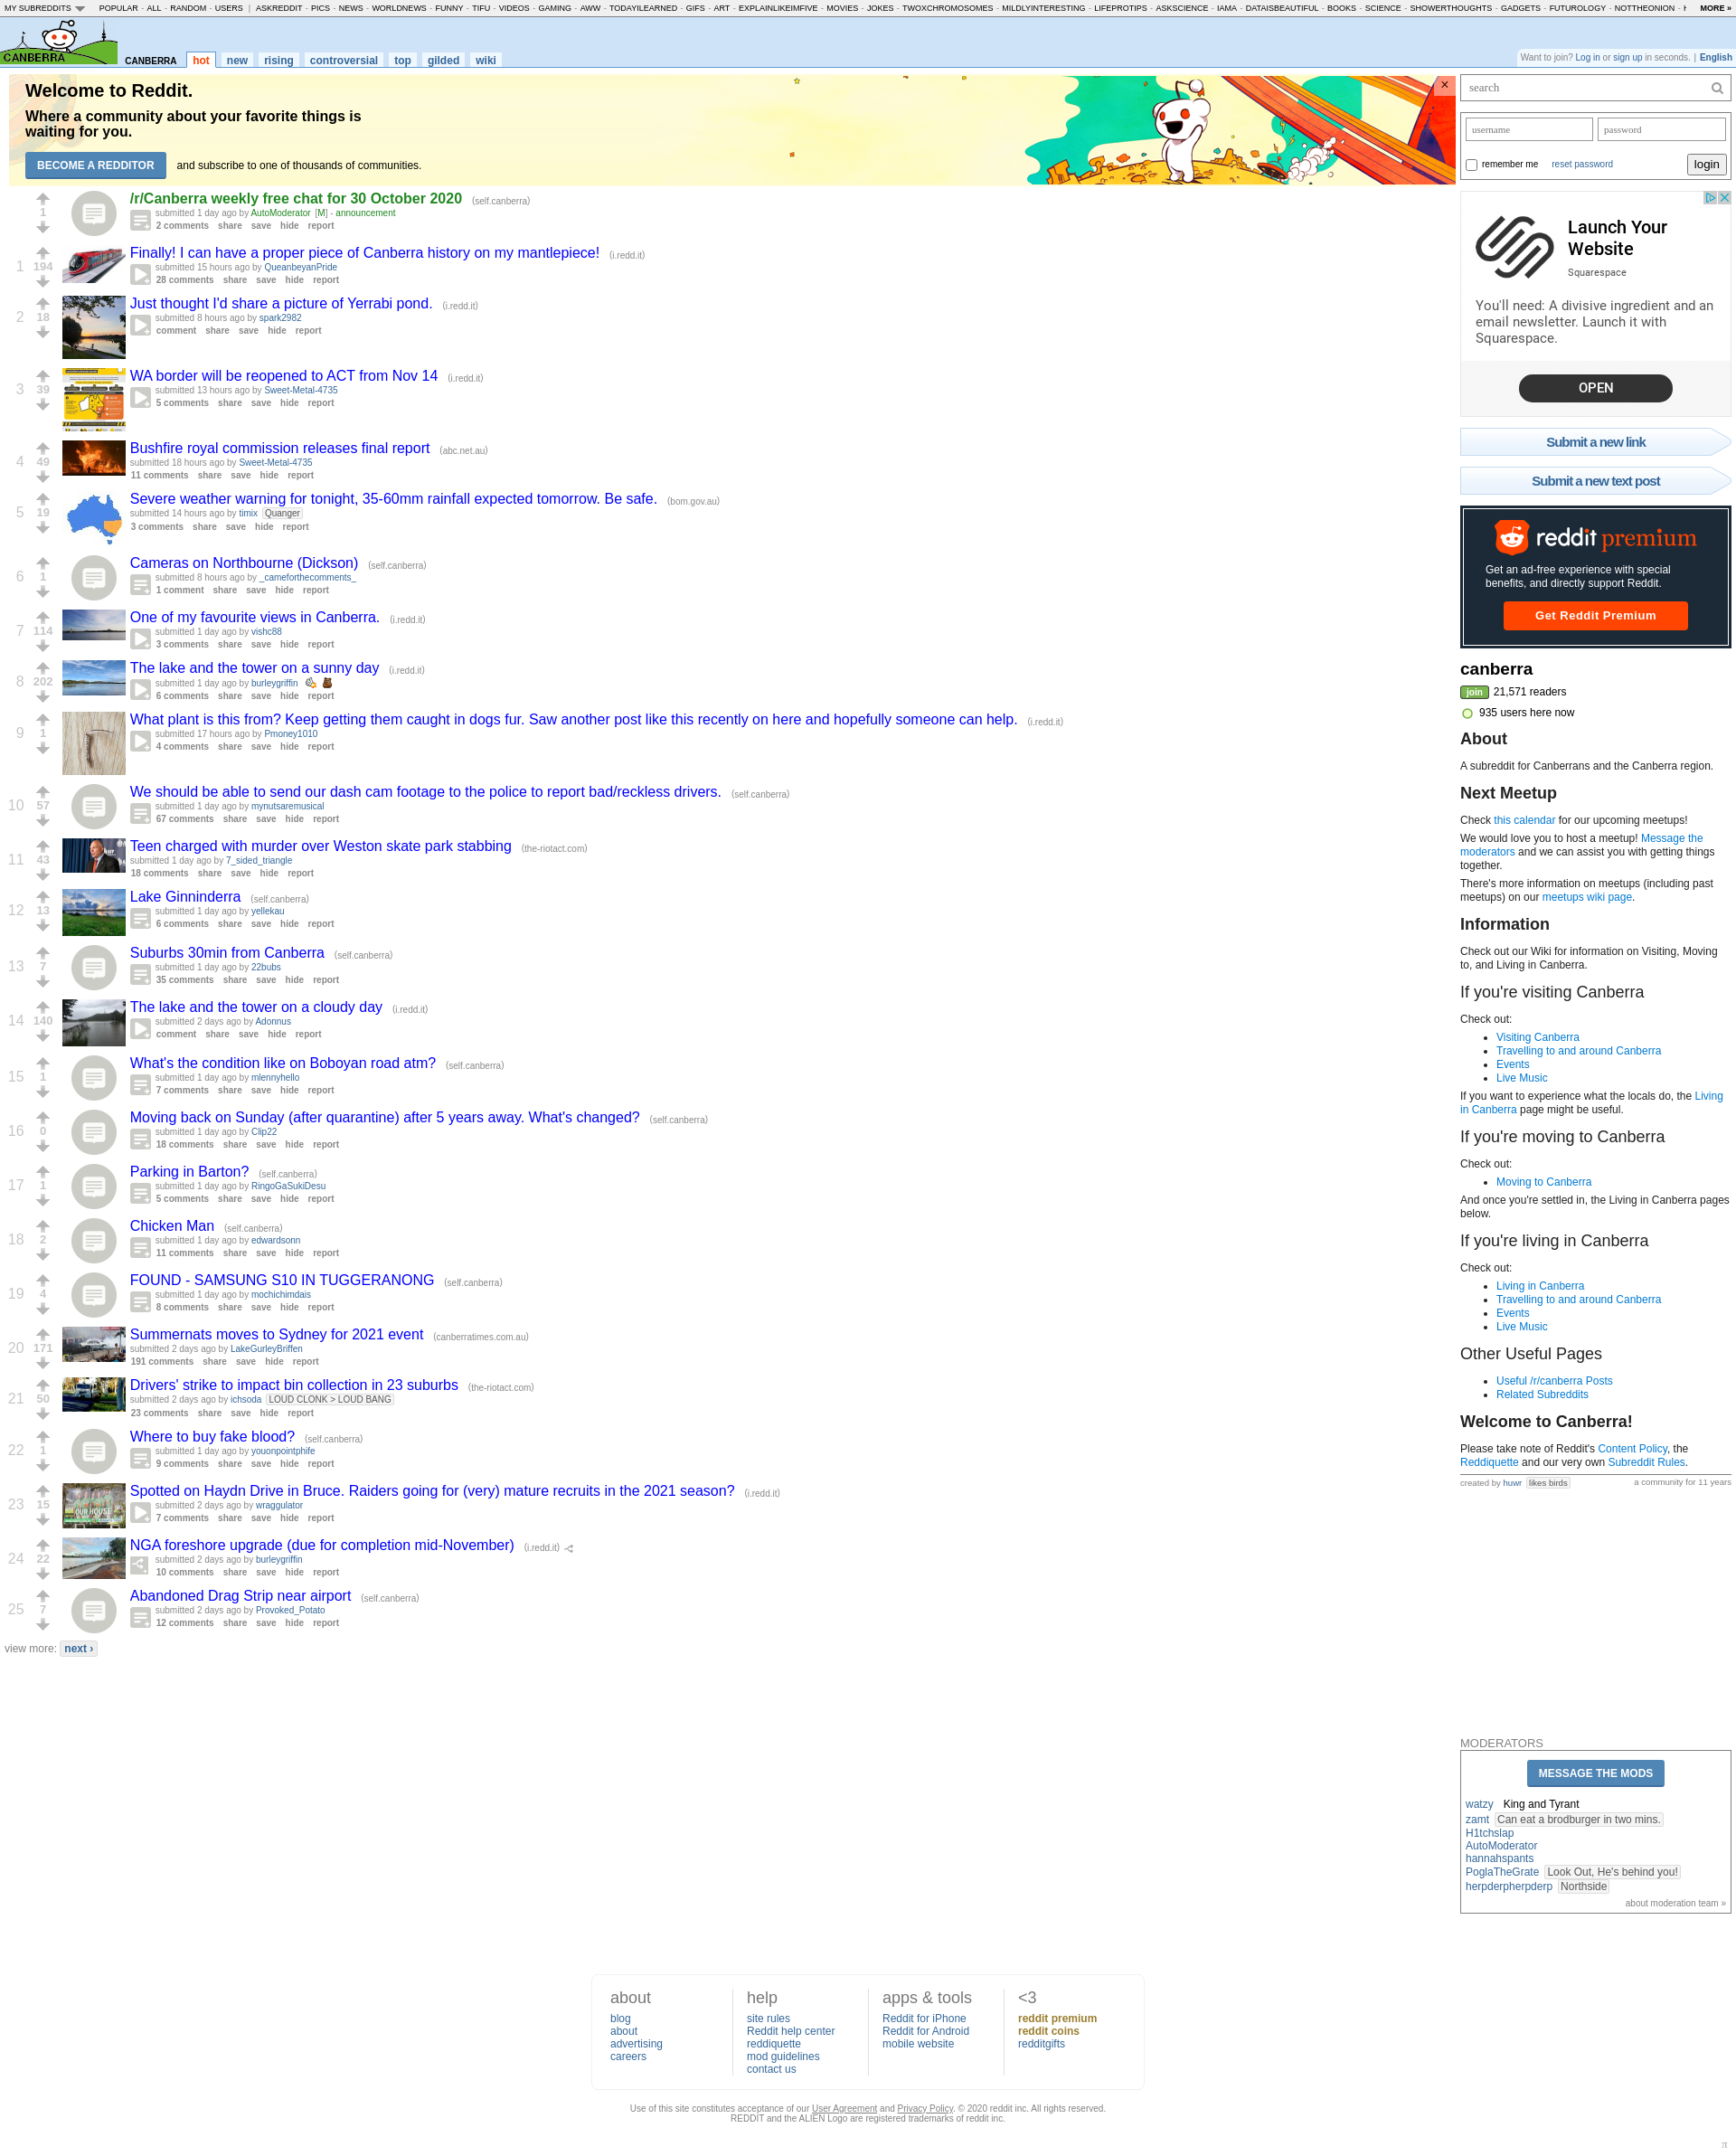 MY SUBREDDITS POPULAR - ALL - RANDOM - USERS | ASKREDDIT - PICS - NEWS - WORLDNEWS - FUNNY - TIFU - VIDEOS - GAMING - AWW - TODAYILEARNED - GIFS - ART - EXPLAINLIKEIMFIVE - MOVIES - JOKES - TWOXCHROMOSOMES - MILDLYINTERESTING - LIFEPROTIPS - ASKSCIENCE - IAMA - DATAISBEAUTIFUL - BOOKS - SCIENCE - SHOWERTHOUGHTS - GADGETS - FUTUROLOGY - NOTTHEONION - MORE »
CANBERRA
CANBERRA hot new rising controversial top gilded wiki
Want to join? Log in or sign up in seconds. | English
Welcome to Reddit.
Where a community about your favorite things is
waiting for you.
BECOME A REDDITOR and subscribe to one of thousands of communities.
1
/r/Canberra weekly free chat for 30 October 2020 (self.canberra)
submitted 1 day ago by AutoModerator [M] - announcement
2 comments share save hide report
1 194
Finally! I can have a proper piece of Canberra history on my mantlepiece! (i.redd.it)
submitted 15 hours ago by QueanbeyanPride
28 comments share save hide report
2 18
Just thought I'd share a picture of Yerrabi pond. (i.redd.it)
submitted 8 hours ago by spark2982
comment share save hide report
3 39
WA border will be reopened to ACT from Nov 14 (i.redd.it)
submitted 13 hours ago by Sweet-Metal-4735
5 comments share save hide report
4 49
Bushfire royal commission releases final report (abc.net.au)
submitted 18 hours ago by Sweet-Metal-4735
11 comments share save hide report
5 19
Severe weather warning for tonight, 35-60mm rainfall expected tomorrow. Be safe. (bom.gov.au)
submitted 14 hours ago by timix Quanger
3 comments share save hide report
6 1
Cameras on Northbourne (Dickson) (self.canberra)
submitted 8 hours ago by _cameforthecomments_
1 comment share save hide report
7 114
One of my favourite views in Canberra. (i.redd.it)
submitted 1 day ago by vishc88
3 comments share save hide report
8 202
The lake and the tower on a sunny day (i.redd.it)
submitted 1 day ago by burleygriffin
6 comments share save hide report
9 1
What plant is this from? Keep getting them caught in dogs fur. Saw another post like this recently on here and hopefully someone can help. (i.redd.it)
submitted 17 hours ago by Pmoney1010
4 comments share save hide report
10 57
We should be able to send our dash cam footage to the police to report bad/reckless drivers. (self.canberra)
submitted 1 day ago by mynutsaremusical
67 comments share save hide report
11 43
Teen charged with murder over Weston skate park stabbing (the-riotact.com)
submitted 1 day ago by 7_sided_triangle
18 comments share save hide report
12 13
Lake Ginninderra (self.canberra)
submitted 1 day ago by yellekau
6 comments share save hide report
13 7
Suburbs 30min from Canberra (self.canberra)
submitted 1 day ago by 22bubs
35 comments share save hide report
14 140
The lake and the tower on a cloudy day (i.redd.it)
submitted 2 days ago by Adonnus
comment share save hide report
15 1
What's the condition like on Boboyan road atm? (self.canberra)
submitted 1 day ago by mlennyhello
7 comments share save hide report
16 0
Moving back on Sunday (after quarantine) after 5 years away. What's changed? (self.canberra)
submitted 1 day ago by Clip22
18 comments share save hide report
17 1
Parking in Barton? (self.canberra)
submitted 1 day ago by RingoGaSukiDesu
5 comments share save hide report
18 2
Chicken Man (self.canberra)
submitted 1 day ago by edwardsonn
11 comments share save hide report
19 4
FOUND - SAMSUNG S10 IN TUGGERANONG (self.canberra)
submitted 1 day ago by mochichimdais
8 comments share save hide report
20 171
Summernats moves to Sydney for 2021 event (canberratimes.com.au)
submitted 2 days ago by LakeGurleyBriffen
191 comments share save hide report
21 50
Drivers' strike to impact bin collection in 23 suburbs (the-riotact.com)
submitted 2 days ago by ichsoda LOUD CLONK > LOUD BANG
23 comments share save hide report
22 1
Where to buy fake blood? (self.canberra)
submitted 1 day ago by youonpointphife
9 comments share save hide report
23 15
Spotted on Haydn Drive in Bruce. Raiders going for (very) mature recruits in the 2021 season? (i.redd.it)
submitted 2 days ago by wraggulator
7 comments share save hide report
24 22
NGA foreshore upgrade (due for completion mid-November) (i.redd.it)
submitted 2 days ago by burleygriffin
10 comments share save hide report
25 7
Abandoned Drag Strip near airport (self.canberra)
submitted 2 days ago by Provoked_Potato
12 comments share save hide report
view more: next ›
search
username password
remember me reset password login
Launch Your
Website
Squarespace
You'll need: A divisive ingredient and an
email newsletter. Launch it with
Squarespace.
OPEN
Submit a new link
Submit a new text post
reddit premium
Get an ad-free experience with special
benefits, and directly support Reddit.
Get Reddit Premium
canberra
join 21,571 readers
935 users here now
About
A subreddit for Canberrans and the Canberra region.
Next Meetup
Check this calendar for our upcoming meetups!
We would love you to host a meetup! Message the
moderators and we can assist you with getting things
together.
There's more information on meetups (including past
meetups) on our meetups wiki page.
Information
Check out our Wiki for information on Visiting, Moving
to, and Living in Canberra.
If you're visiting Canberra
Check out:
Visiting Canberra
Travelling to and around Canberra
Events
Live Music
If you want to experience what the locals do, the Living
in Canberra page might be useful.
If you're moving to Canberra
Check out:
Moving to Canberra
And once you're settled in, the Living in Canberra pages
below.
If you're living in Canberra
Check out:
Living in Canberra
Travelling to and around Canberra
Events
Live Music
Other Useful Pages
Useful /r/canberra Posts
Related Subreddits
Welcome to Canberra!
Please take note of Reddit's Content Policy, the
Reddiquette and our very own Subreddit Rules.
created by huwr likes birds a community for 11 years
MODERATORS
MESSAGE THE MODS
watzy King and Tyrant
zamt Can eat a brodburger in two mins.
H1tchslap
AutoModerator
hannahspants
PoglaTheGrate Look Out, He's behind you!
herpderpherpderp Northside
about moderation team »
about
blog
about
advertising
careers
help
site rules
Reddit help center
reddiquette
mod guidelines
contact us
apps & tools
Reddit for iPhone
Reddit for Android
mobile website
<3
reddit premium
reddit coins
redditgifts
Use of this site constitutes acceptance of our User Agreement and Privacy Policy. © 2020 reddit inc. All rights reserved.
REDDIT and the ALIEN Logo are registered trademarks of reddit inc.
π